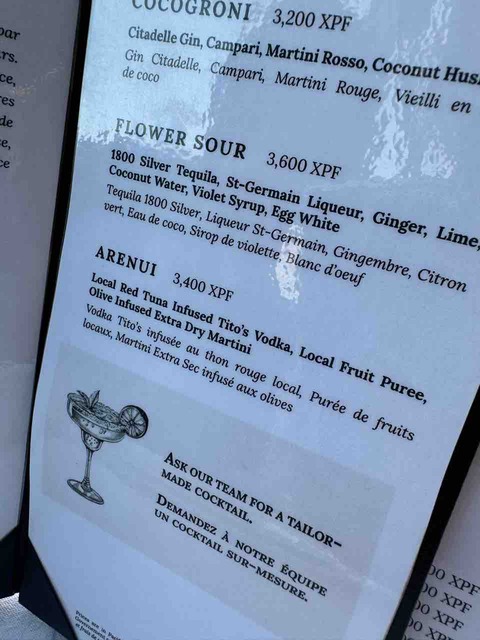 COCOGRONI 3,200 XPF
Citadelle Gin, Campari, Martini Rosso, Coconut
Gin Citadelle, Campari, Martini Rouge, Vieilli en
de coco
FLOWER SOUR 3,600 XPF
1800 Silver Tequila, St-Germain Liqueur, Ginger, Lime,
Coconut Water, Violet Syrup, Egg White
Tequila 1800 Silver, Liqueur St-Germain, Gingembre, Citron
vert, Eau de coco, Sirop de violette, Blanc d'oeuf
ARENUI 3,400 XPF
Local Red Tuna Infused Tito's Vodka, Local Fruit Puree,
Olive Infused Extra Dry Martini
Vodka Tito's infusée au thon rouge local, Purée de fruits
locaux, Martini Extra Sec infusé aux olives
ASK OUR TEAM FOR A TAILOR-
MADE COCKTAIL.
DEMANDEZ À NOTRE ÉQUIPE
UN COCKTAIL SUR-MESURE.
XPF
XPF
XPF
XPF